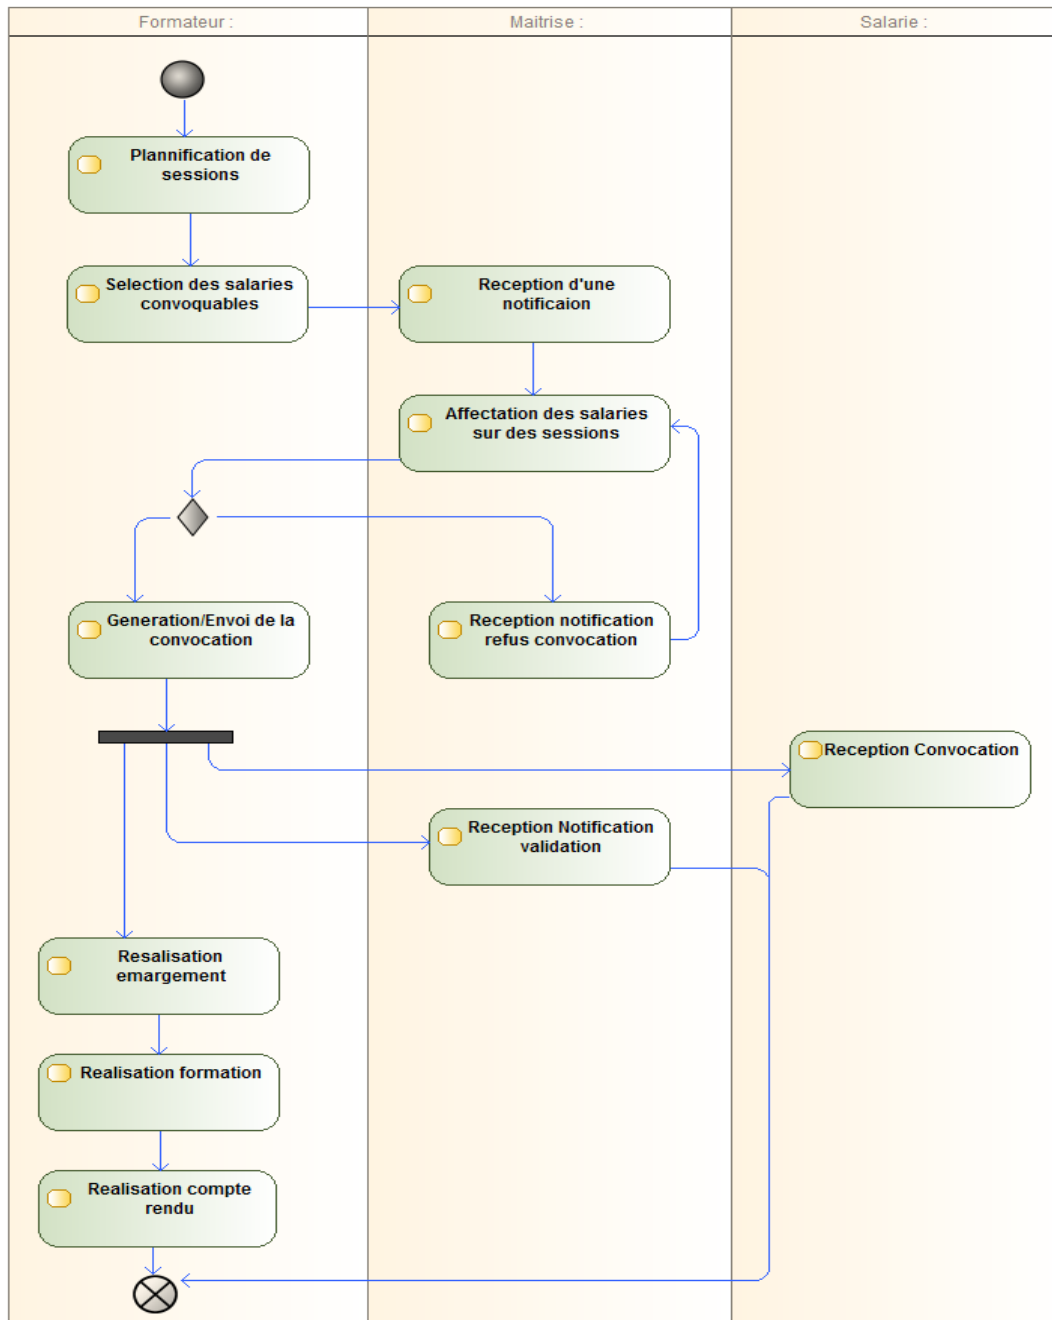 Formateur :
Maitrise :
Salarie :
Plannification de
sessions
Selection des salaries
convoquables
Reception d'une
notificaion
Affectation des salaries
sur des sessions
Generation/Envoi de la
convocation
Reception notification
refus convocation
Reception Convocation
Reception Notification
validation
Resalisation
emargement
Realisation formation
Realisation compte
rendu